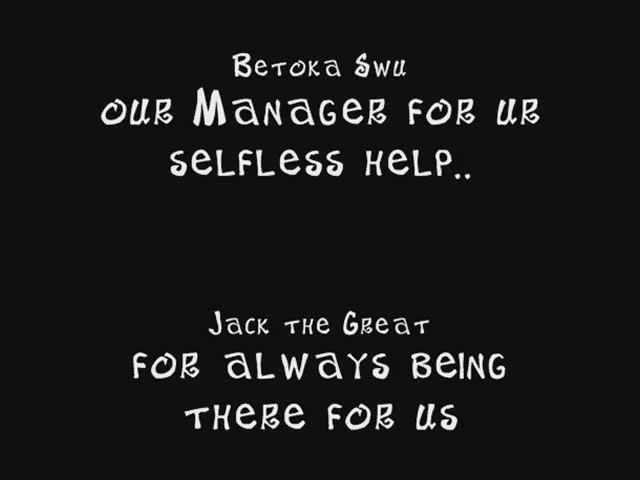 Betoka Swu
our Manager for ur
selfless help..
Jack the Great
for always being
there for us